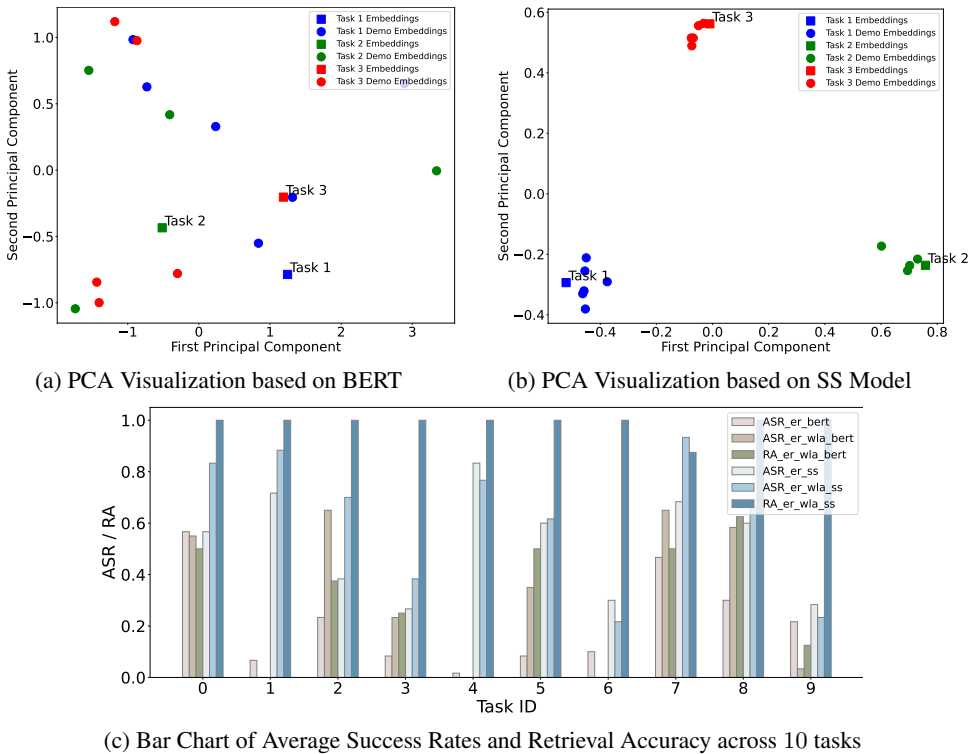 Second Principal Component
1.0
0.5
0.0
−0.5
−1.0
Task 1 Embeddings
Task 1 Demo Embeddings
Task 2 Embeddings
Task 2 Demo Embeddings
Task 3 Embeddings
Task 3 Demo Embeddings
Task 3
Task 2
Task 1
−1
0
1
2
3
First Principal Component
(a) PCA Visualization based on BERT
Second Principal Component
0.6
0.4
0.2
0.0
−0.2
−0.4
Task 3
Task 1 Embeddings
Task 1 Demo Embeddings
Task 2 Embeddings
Task 2 Demo Embeddings
Task 3 Embeddings
Task 3 Demo Embeddings
Task 2
Task 1
−0.4
−0.2
0.0
0.2
0.4
0.6
0.8
First Principal Component
(b) PCA Visualization based on SS Model
ASR / RA
1.0
0.8
0.6
0.4
0.2
0.0
ASR_er_bert
ASR_er_wla_bert
RA_er_wla_bert
ASR_er_ss
ASR_er_wla_ss
RA_er_wla_ss
0
1
2
3
4
5
6
7
8
9
Task ID
(c) Bar Chart of Average Success Rates and Retrieval Accuracy across 10 tasks